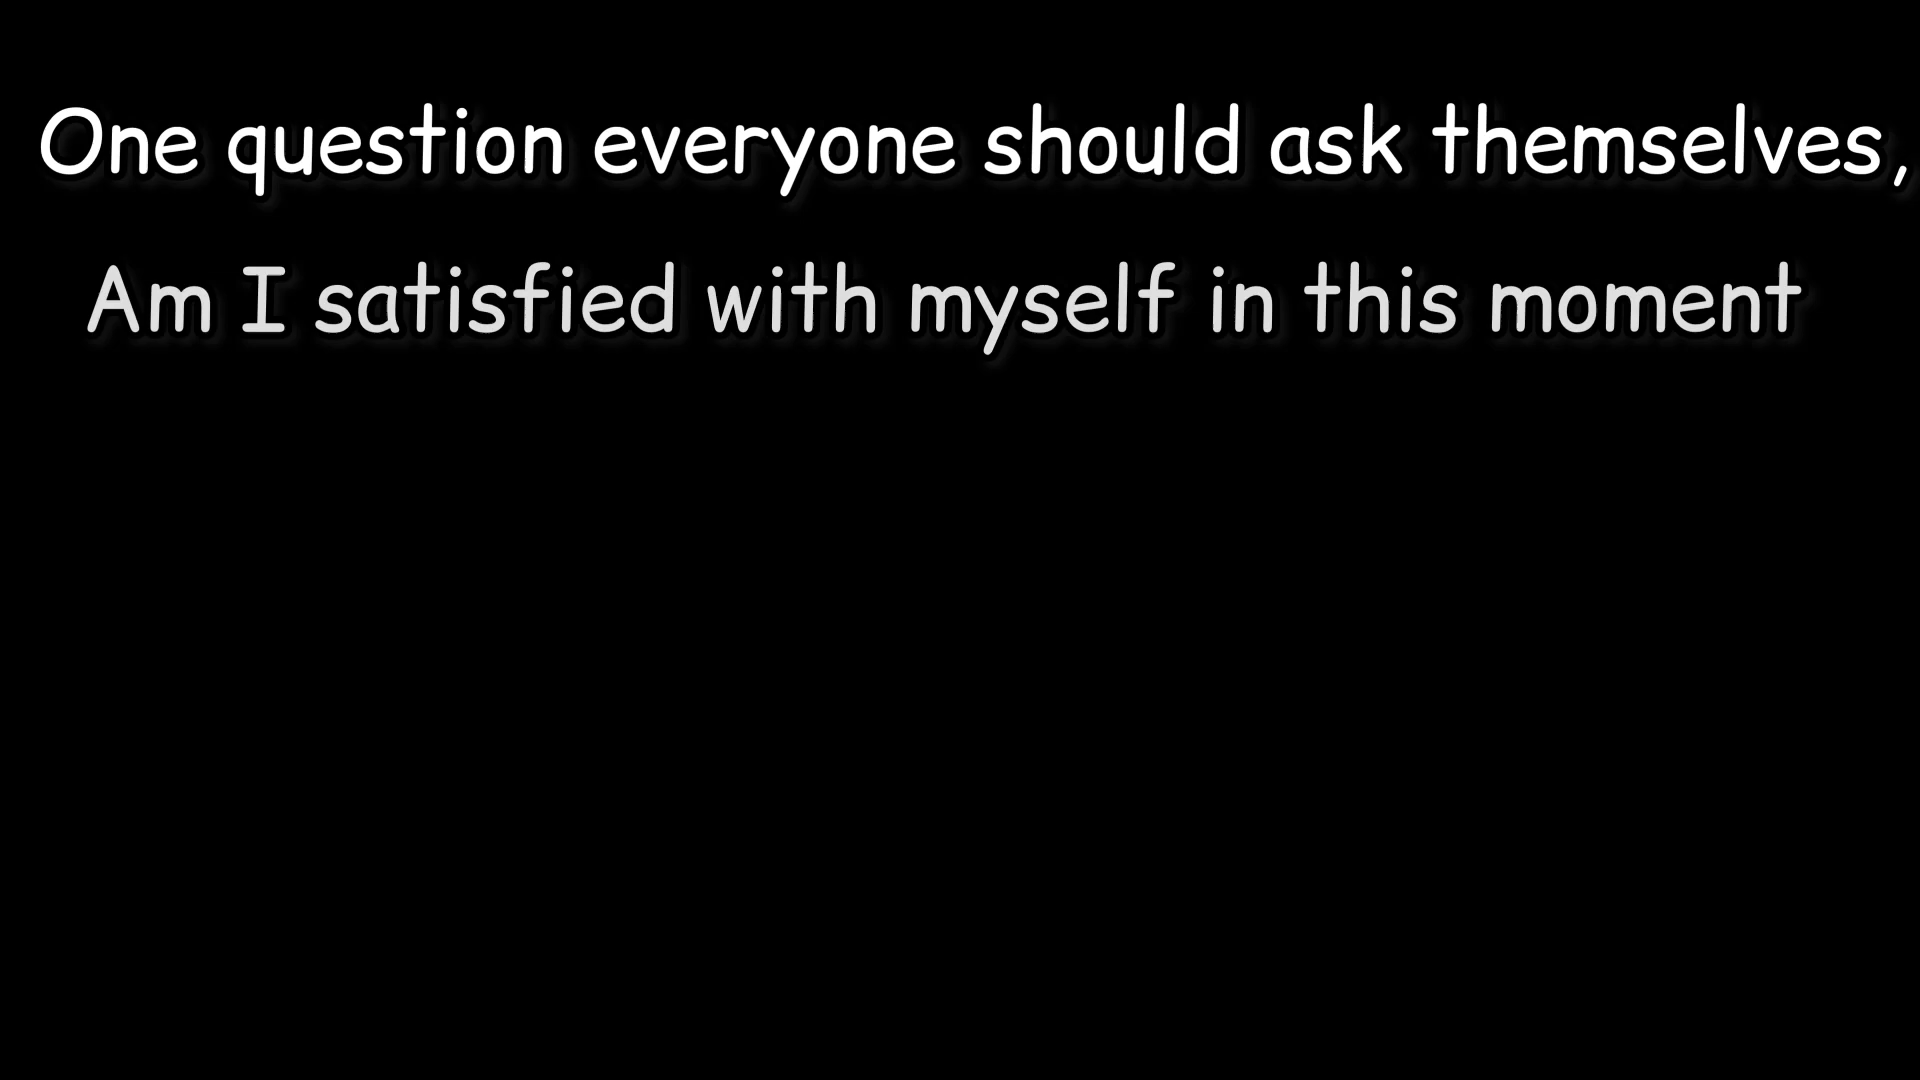 One question everyone should ask themselves,
Am I satisfied with myself in this moment